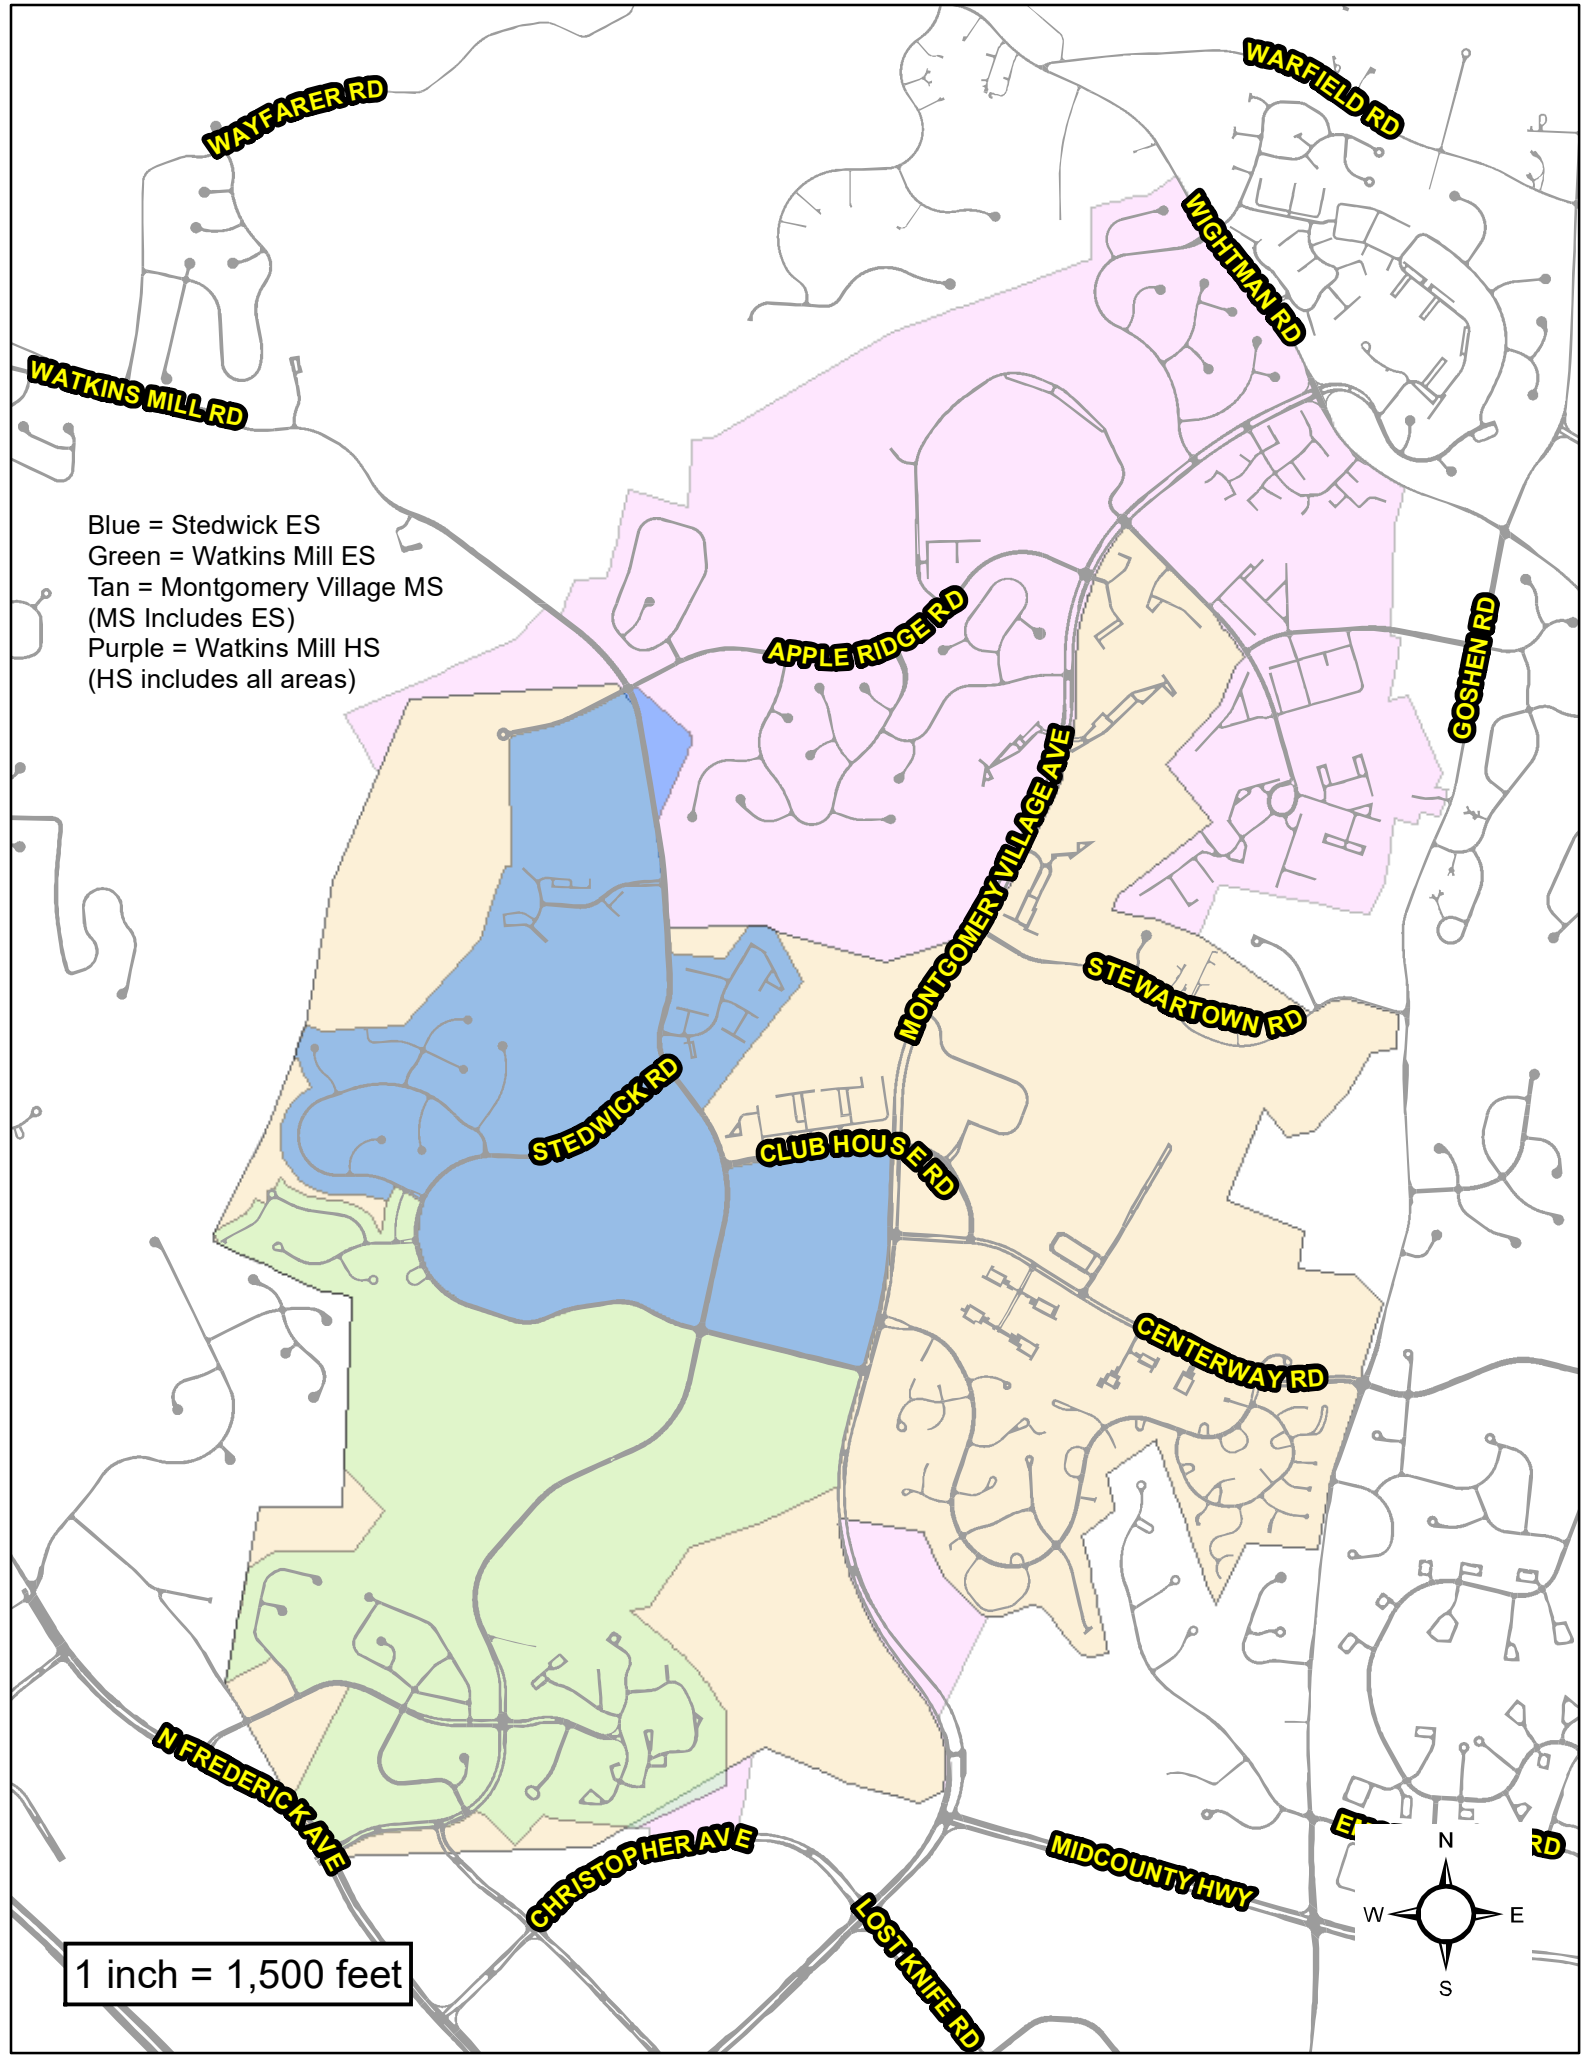 WARFIELD RD
WAYFARER RD
WIGHTMAN RD
WATKINS MILL RD
Blue = Stedwick ES
Green = Watkins Mill ES
Tan = Montgomery Village MS
(MS Includes ES)
Purple = Watkins Mill HS
(HS includes all areas)
APPLE RIDGE RD
GOSHEN RD
MONTGOMERY VILLAGE AVE
STEWARTOWN RD
STEDWICK RD
CLUB HOUSE RD
CENTERWAY RD
N FREDERICK AVE
CHRISTOPHER AVE
MIDCOUNTY HWY
RD
LOST KNIFE RD
N
W
E
S
1 inch = 1,500 feet